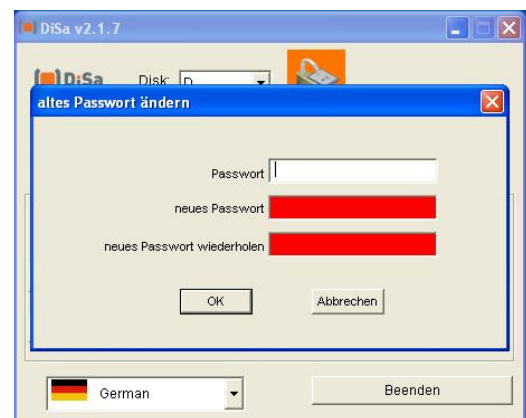 DiSa v2.1.7
DiSa Disk: D
altes Passwort ändern
Passwort
neues Passwort
neues Passwort wiederholen
OK Abbrechen
German Beenden